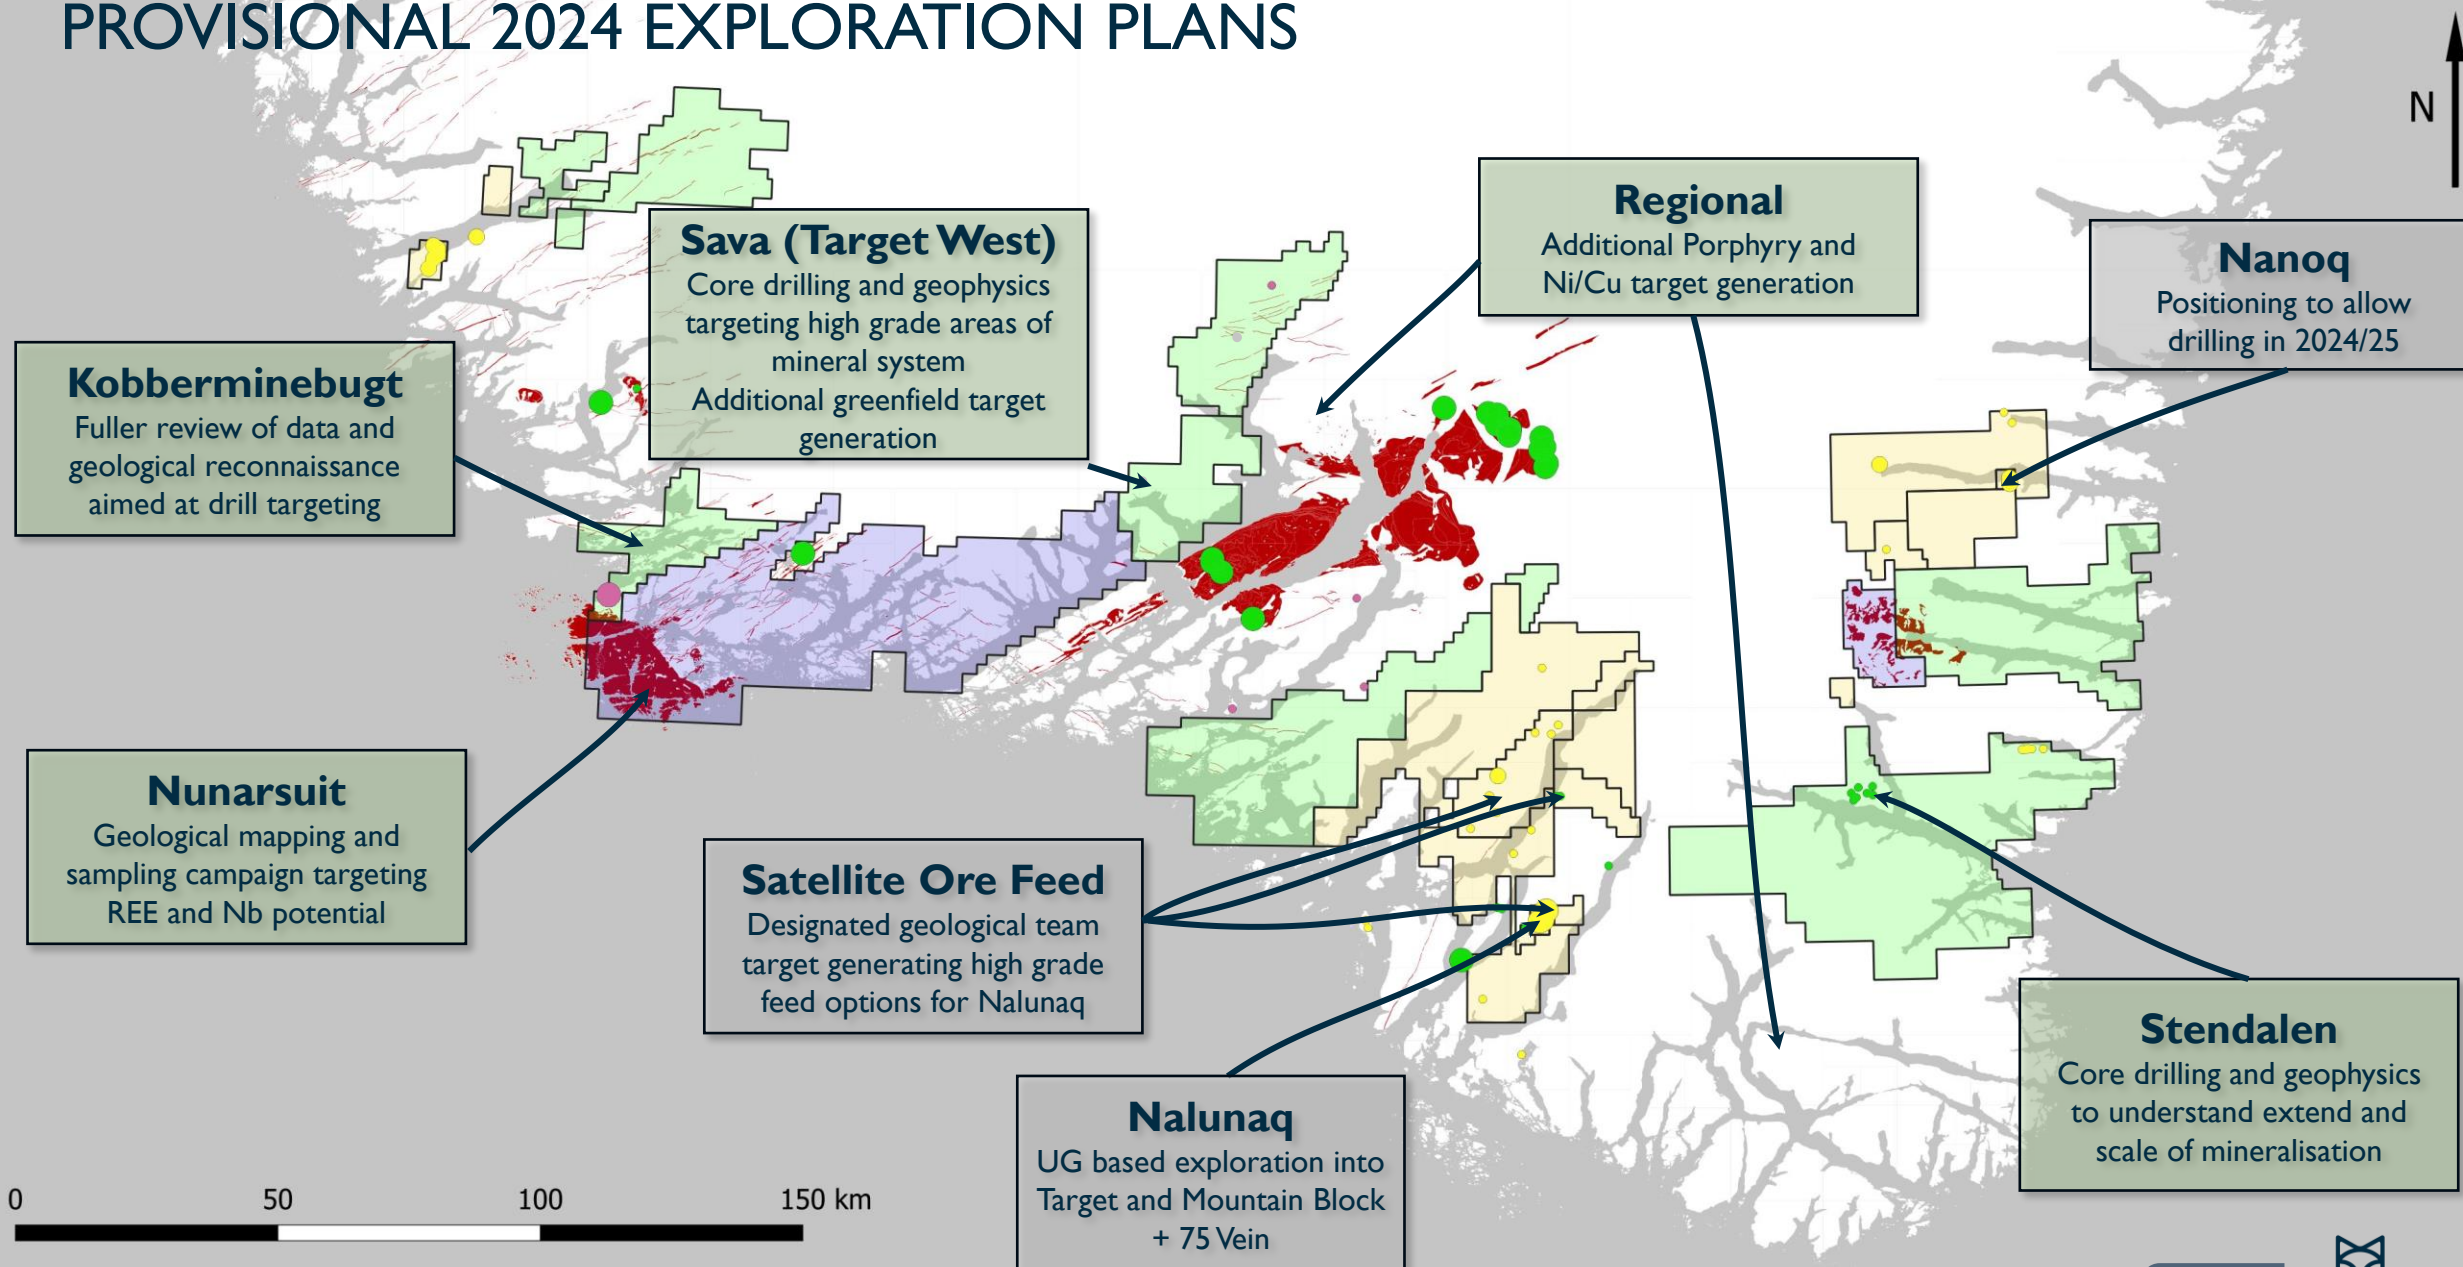 PROVISIONAL 2024 EXPLORATION PLANS
N
Regional
Additional Porphyry and
Ni/Cu target generation
Sava (Target West)
Core drilling and geophysics
targeting high grade areas of
mineral system
Additional greenfield target
generation
Nanoq
Positioning to allow
drilling in 2024/25
Kobberminebugt
Fuller review of data and
geological reconnaissance
aimed at drill targeting
Nunarsuit
Geological mapping and
sampling campaign targeting
REE and Nb potential
Satellite Ore Feed
Designated geological team
target generating high grade
feed options for Nalunaq
Stendalen
Core drilling and geophysics
to understand extend and
scale of mineralisation
Nalunaq
UG based exploration into
Target and Mountain Block
+ 75 Vein
0 50 100 150 km